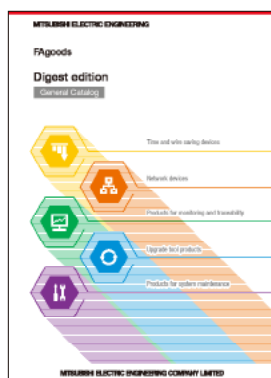 MITSUBISHI ELECTRIC ENGINEERING
FAgoods
Digest edition
General Catalog
Time and wire saving devices
Network devices
Products for monitoring and traceability
Upgrade tool products
Products for system maintenance
MITSUBISHI ELECTRIC ENGINEERING COMPANY LIMITED